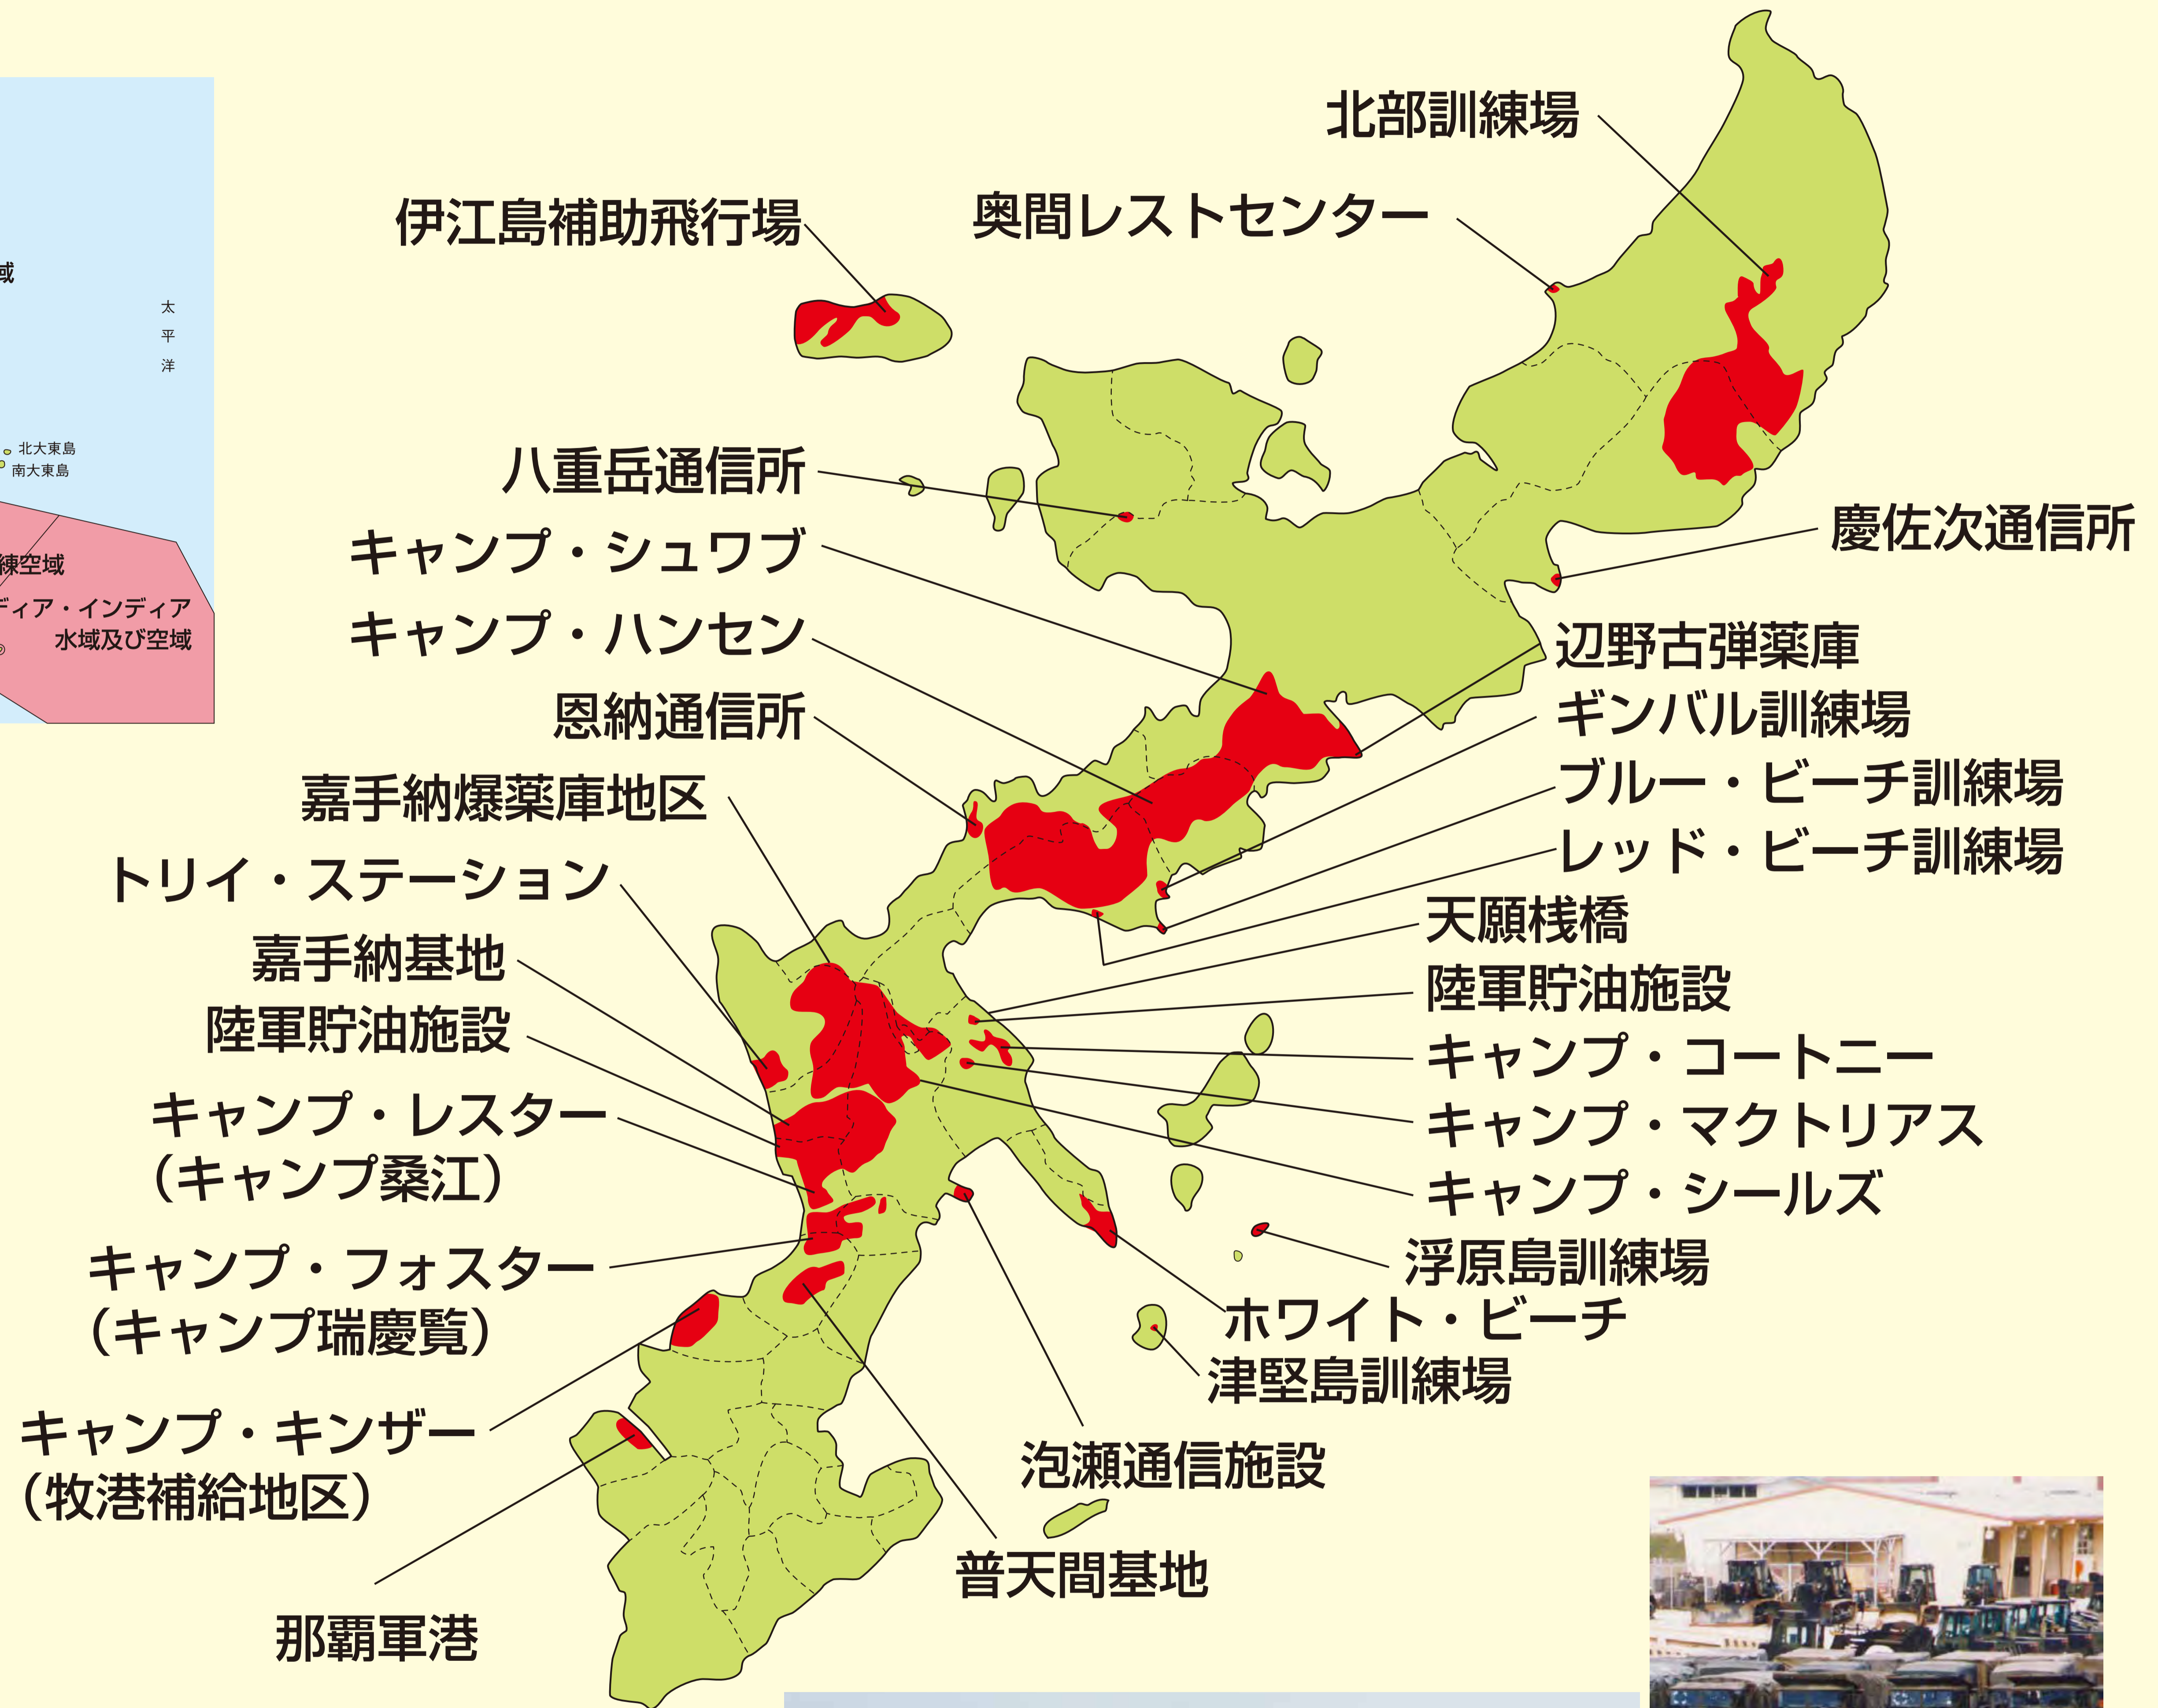 北部訓練場
奥間レストセンター
伊江島補助飛行場
八重岳通信所
キャンプ・シュワブ
キャンプ・ハンセン
恩納通信所
嘉手納爆薬庫地区
トリイ・ステーション
嘉手納基地
陸軍貯油施設
キャンプ・レスター
（キャンプ桑江）
キャンプ・フォスター
（キャンプ瑞慶覧）
キャンプ・キンザー
（牧港補給地区）
那覇軍港
慶佐次通信所
辺野古弾薬庫
ギンバル訓練場
ブルー・ビーチ訓練場
レッド・ビーチ訓練場
天願桟橋
陸軍貯油施設
キャンプ・コートニー
キャンプ・マクトリアス
キャンプ・シールズ
浮原島訓練場
ホワイト・ビーチ
津堅島訓練場
泡瀬通信施設
普天間基地
域
太平洋
北大東島
南大東島
練空域
ディア・インディア
水域及び空域